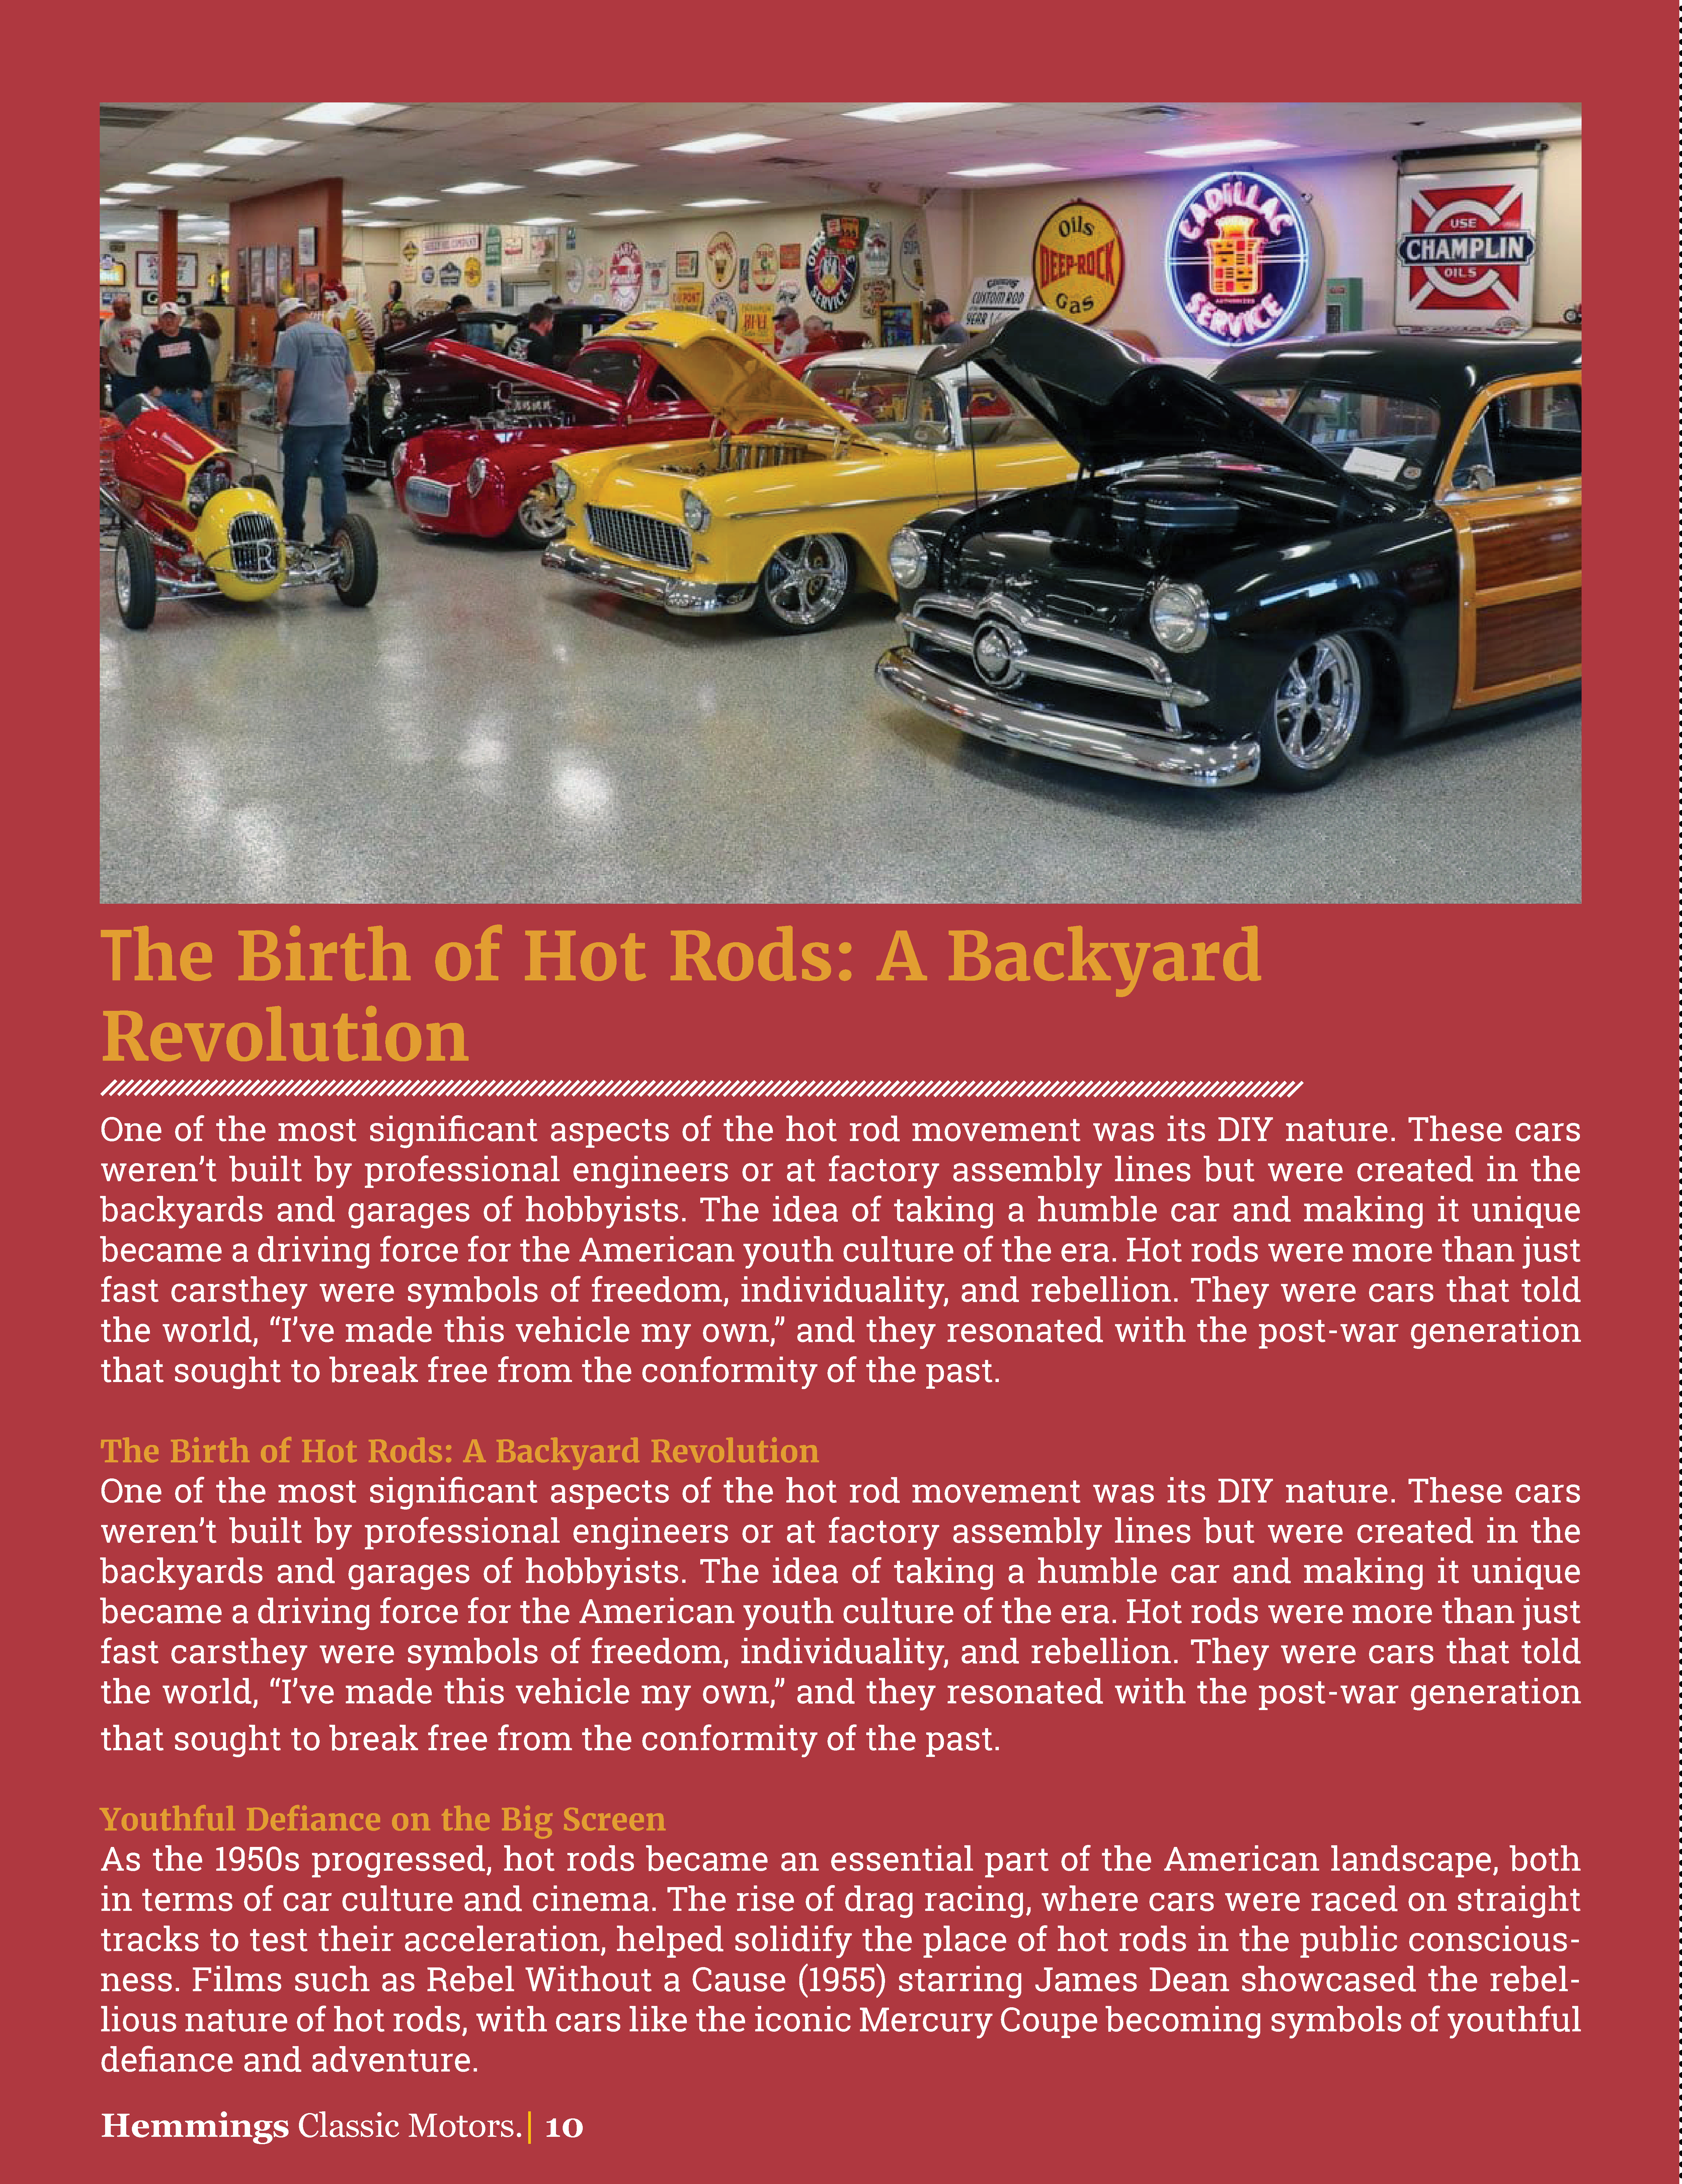 Oils
DEEP-ROCK
Gas
CADILLAC
AUTHORIZED
SERVICE
USE
CHAMPLIN
OILS
CUSTOM ROD
YEAR
SERVICE
The Birth of Hot Rods: A Backyard
Revolution
One of the most significant aspects of the hot rod movement was its DIY nature. These cars
weren’t built by professional engineers or at factory assembly lines but were created in the
backyards and garages of hobbyists. The idea of taking a humble car and making it unique
became a driving force for the American youth culture of the era. Hot rods were more than just
fast carsthey were symbols of freedom, individuality, and rebellion. They were cars that told
the world, “I’ve made this vehicle my own,” and they resonated with the post-war generation
that sought to break free from the conformity of the past.
The Birth of Hot Rods: A Backyard Revolution
One of the most significant aspects of the hot rod movement was its DIY nature. These cars
weren’t built by professional engineers or at factory assembly lines but were created in the
backyards and garages of hobbyists. The idea of taking a humble car and making it unique
became a driving force for the American youth culture of the era. Hot rods were more than just
fast carsthey were symbols of freedom, individuality, and rebellion. They were cars that told
the world, “I’ve made this vehicle my own,” and they resonated with the post-war generation
that sought to break free from the conformity of the past.
Youthful Defiance on the Big Screen
As the 1950s progressed, hot rods became an essential part of the American landscape, both
in terms of car culture and cinema. The rise of drag racing, where cars were raced on straight
tracks to test their acceleration, helped solidify the place of hot rods in the public conscious-
ness. Films such as Rebel Without a Cause (1955) starring James Dean showcased the rebel-
lious nature of hot rods, with cars like the iconic Mercury Coupe becoming symbols of youthful
defiance and adventure.
Hemmings Classic Motors.| 10